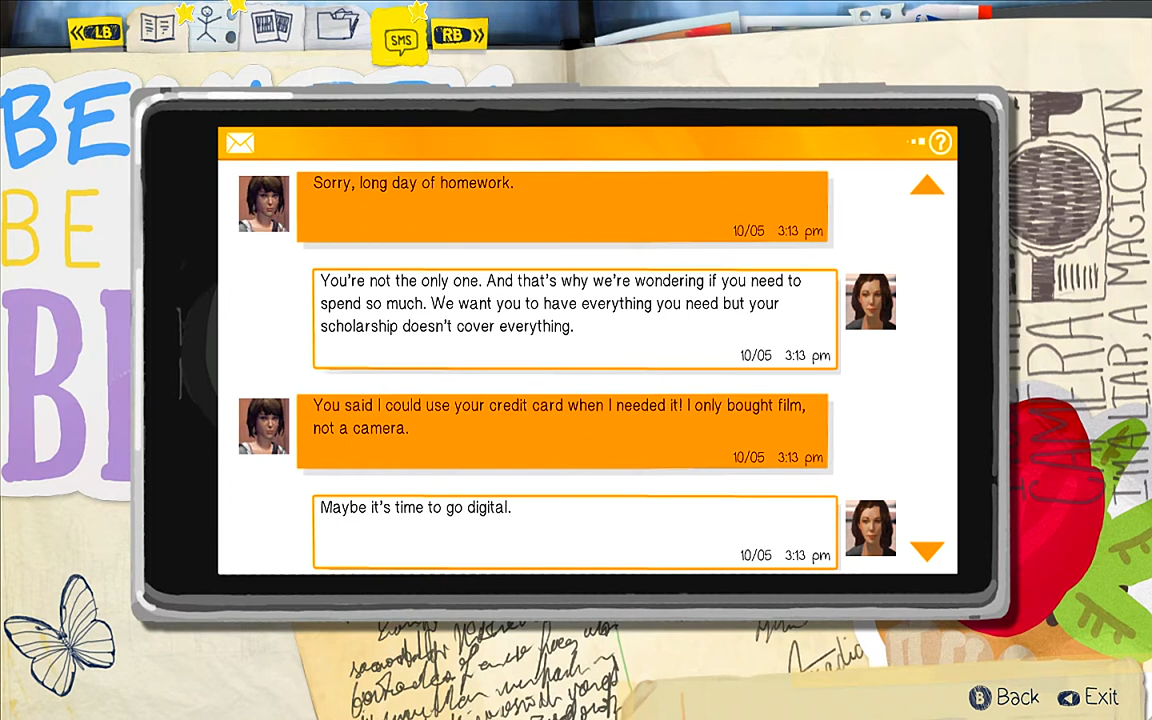 LB
SMS
RB
BE
BE
B
Sorry, long day of homework.
10/05 3:13 pm
You're not the only one. And that's why we're wondering if you need to
spend so much. We want you to have everything you need but your
scholarship doesn't cover everything.
10/05 3:13 pm
You said I could use your credit card when I needed it! I only bought film,
not a camera.
10/05 3:13 pm
Maybe it's time to go digital.
10/05 3:13 pm
CAMERA
I'M A LIAR, A MAGICIAN
B Back
Exit